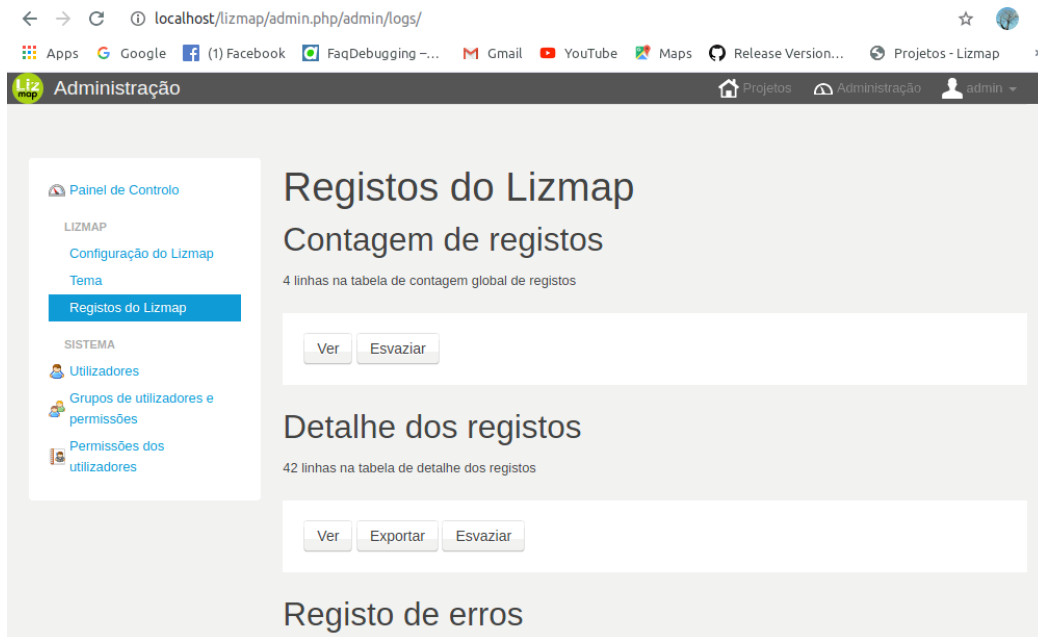 localhost/lizmap/admin.php/admin/logs/
Apps Google (1) Facebook FaqDebugging –... Gmail YouTube Maps Release Version... Projetos - Lizmap
Liz map Administração Projetos Administração admin
Painel de Controlo
LIZMAP
Configuração do Lizmap
Tema
Registos do Lizmap
SISTEMA
Utilizadores
Grupos de utilizadores e
permissões
Permissões dos
utilizadores
Registos do Lizmap
Contagem de registos
4 linhas na tabela de contagem global de registos
Ver Esvaziar
Detalhe dos registos
42 linhas na tabela de detalhe dos registos
Ver Exportar Esvaziar
Registo de erros